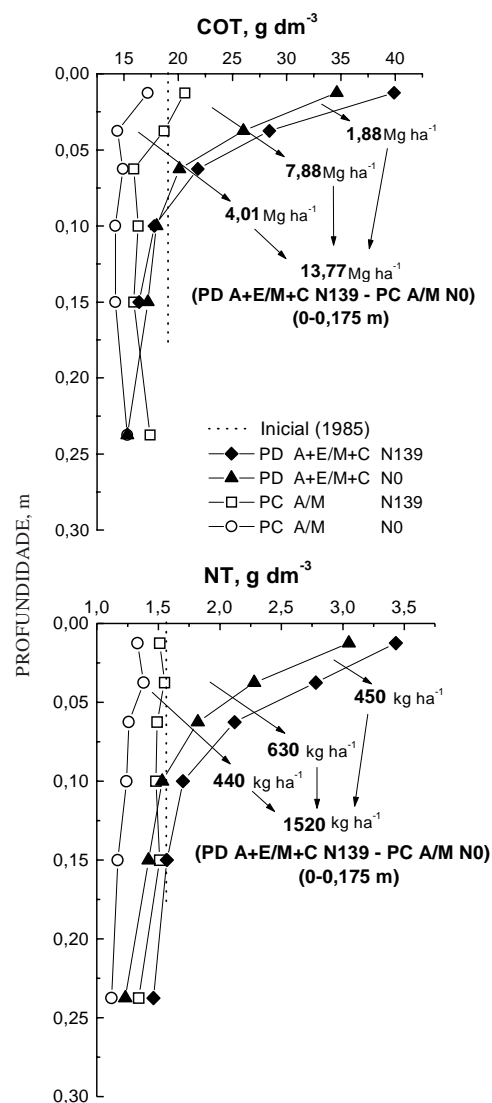 COT, g dm-3
15 20 25 30 35 40
0,00
0,05
0,10
0,15
0,20
0,25
0,30
1,88 Mg ha-1
7,88 Mg ha-1
4,01 Mg ha-1
13,77 Mg ha-1
(PD A+E/M+C N139 - PC A/M N0)
(0-0,175 m)
Inicial (1985)
PD A+E/M+C N139
PD A+E/M+C N0
PC A/M N139
PC A/M N0
PROFUNDIDADE, m
NT, g dm-3
1,0 1,5 2,0 2,5 3,0 3,5
0,00
0,05
0,10
0,15
0,20
0,25
0,30
450 kg ha-1
630 kg ha-1
440 kg ha-1
1520 kg ha-1
(PD A+E/M+C N139 - PC A/M N0)
(0-0,175 m)